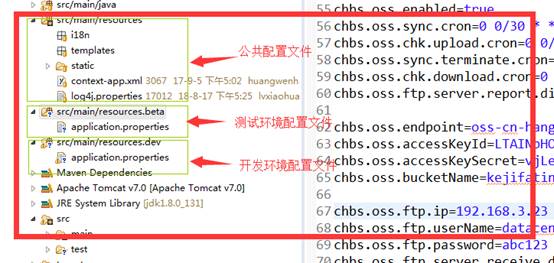 src/main/java
src/main/resources
i18n
templates
static
context-app.xml 3067 17-9-5 下午5:02 huangwenh
log4j.properties 17012 18-8-17 下午5:25 lvxiaohua
src/main/resources.beta
application.properties
src/main/resources.dev
application.properties
Maven Dependencies
Apache Tomcat v7.0 [Apache Tomcat v7.0]
JRE System Library [jdk1.8.0_131]
src
main
test
公共配置文件
测试环境配置文件
开发环境配置文件
55 chbs.oss.enabled=true
56 chbs.oss.sync.cron=0 0/30 * *
57 chbs.oss.chk.upload.cron=0 0/
58 chbs.oss.sync.terminate.cron=
59 chbs.oss.chk.download.cron=0
60 chbs.oss.ftp.server.report.di
61
62 chbs.oss.endpoint=oss-cn-hang
63 chbs.oss.accessKeyId=
64 chbs.oss.accessKeySecret=
65 chbs.oss.bucketName=kejifatin
66
67 chbs.oss.ftp.ip=192.168.3.23
68 chbs.oss.ftp.userName=datacen
69 chbs.oss.ftp.password=abc123